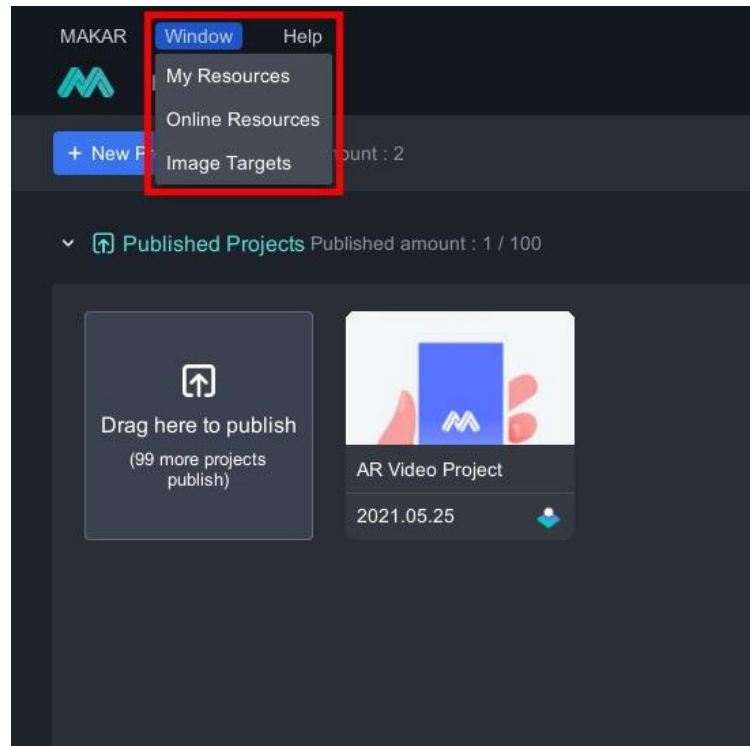 MAKAR Window Help
My Resources
Online Resources
+ New Image Targets : 2
Published Projects Published amount : 1 / 100
Drag here to publish
(99 more projects
publish)
AR Video Project
2021.05.25